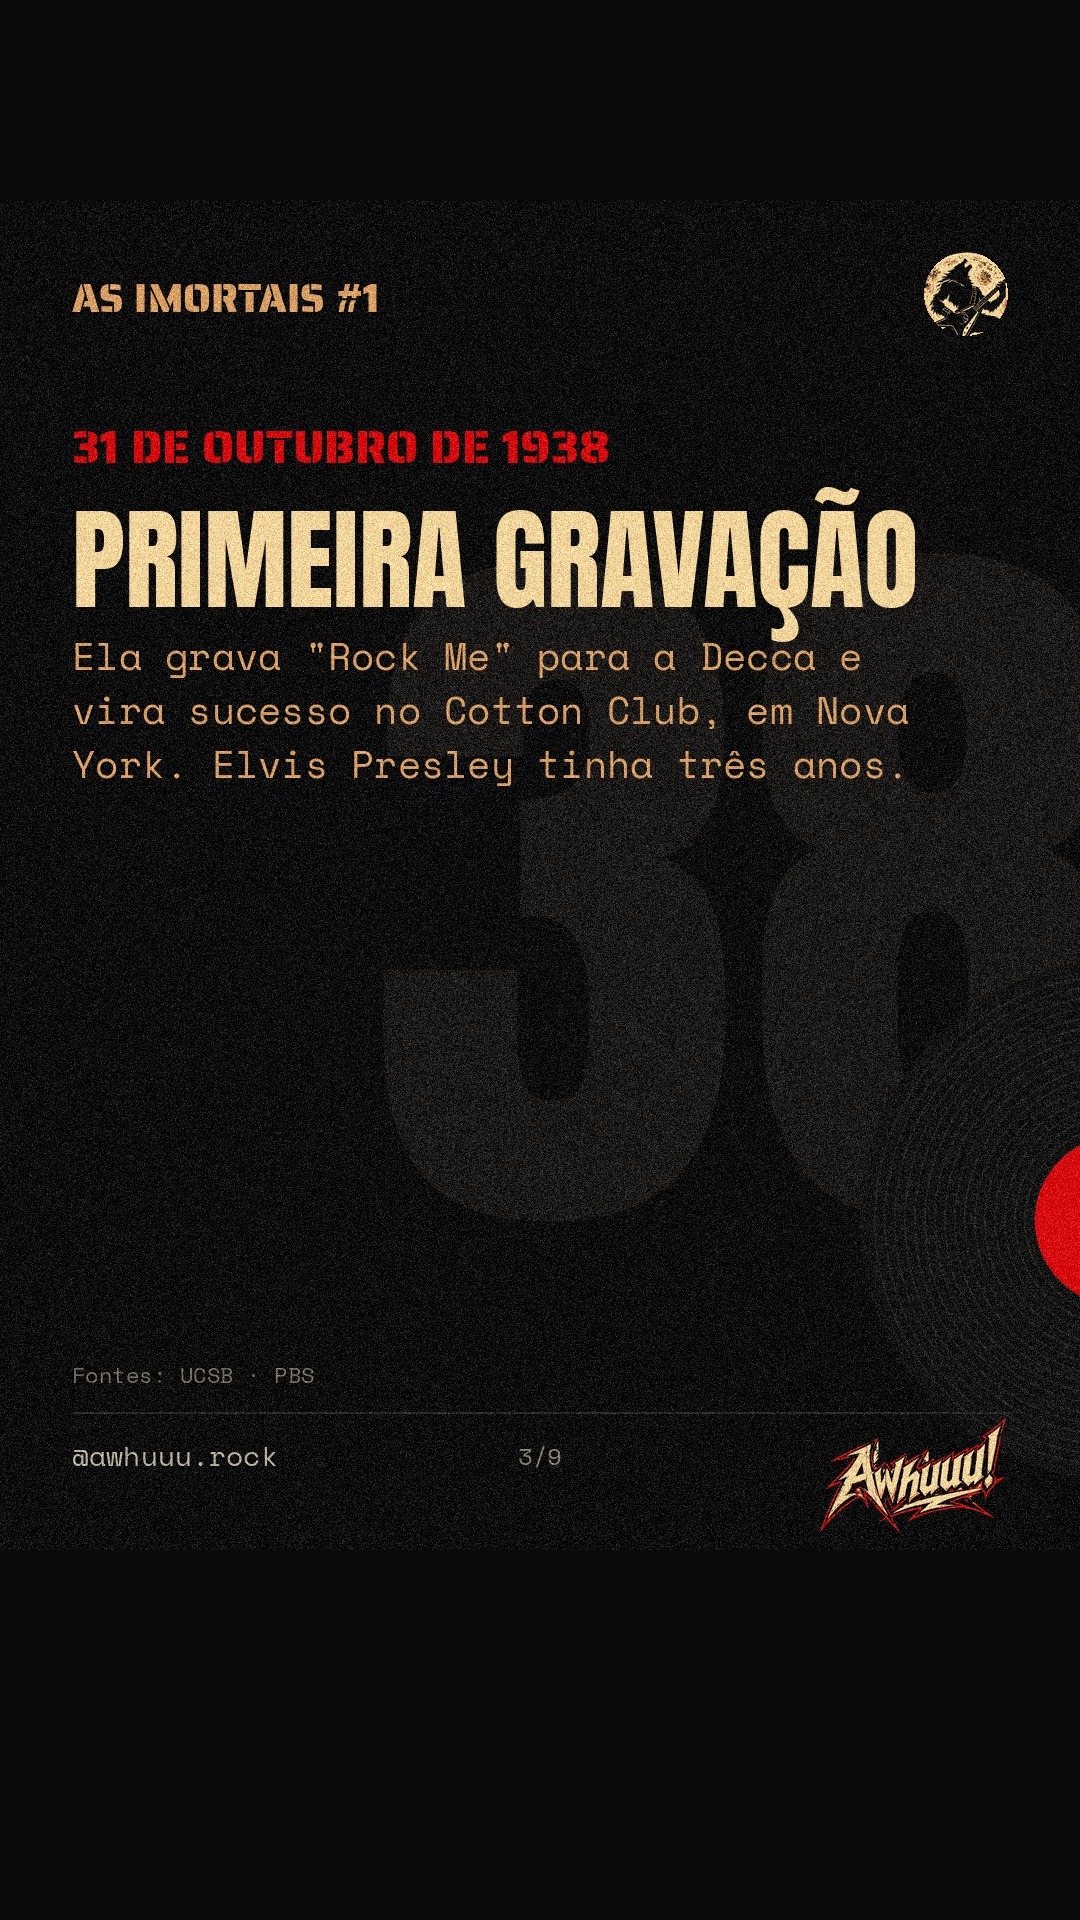 AS IMORTAIS #1
31 DE OUTUBRO DE 1938
PRIMEIRA GRAVAÇÃO
Ela grava "Rock Me" para a Decca e
vira sucesso no Cotton Club, em Nova
York. Elvis Presley tinha três anos.
38
Fontes: UCSB · PBS
@awhuuu.rock
3/9
Awhuuu!